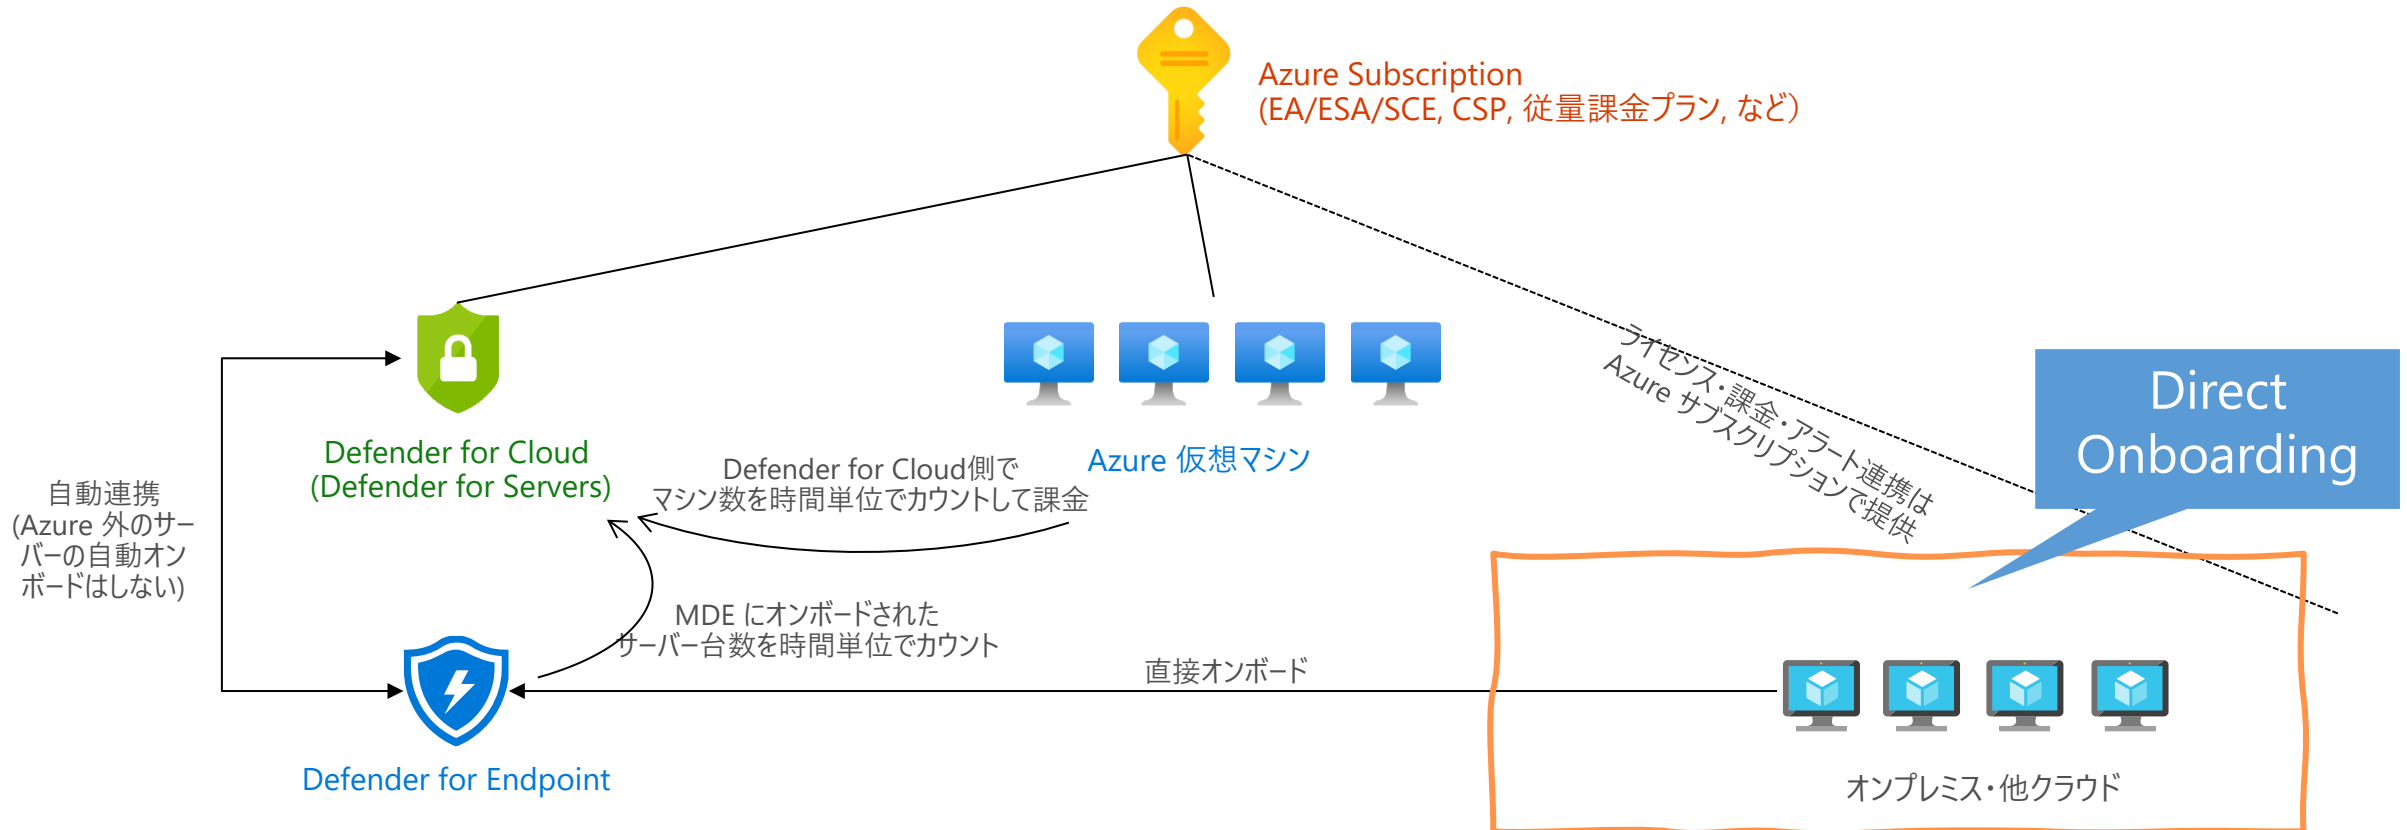 Azure Subscription
(EA/ESA/SCE, CSP, 従量課金プラン, など）
ライセンス・課金・アラート連携は
Azure サブスクリプションで提供
Direct
Onboarding
Defender for Cloud
(Defender for Servers)
Azure 仮想マシン
Defender for Cloud側で
マシン数を時間単位でカウントして課金
自動連携
(Azure 外のサー
バーの自動オン
ボードはしない)
MDE にオンボードされた
サーバー台数を時間単位でカウント
直接オンボード
Defender for Endpoint
オンプレミス・他クラウド